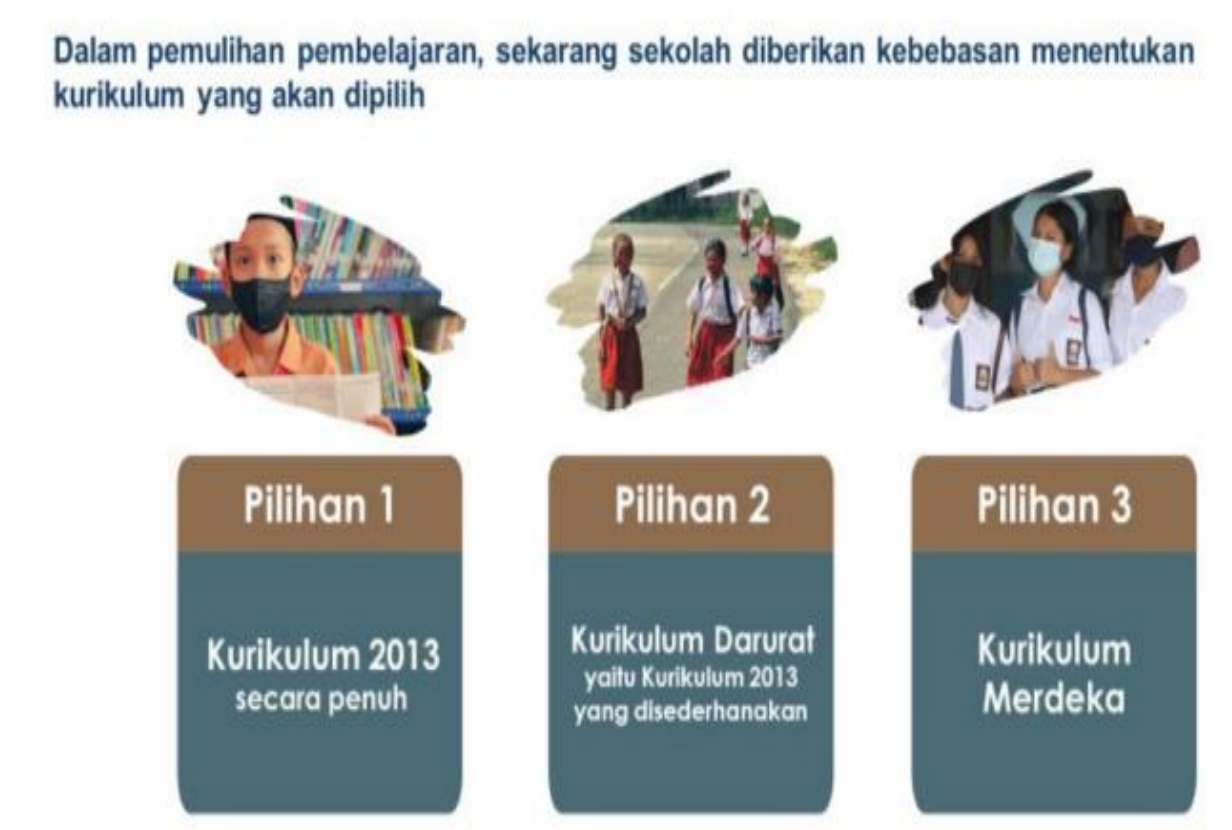 Dalam pemulihan pembelajaran, sekarang sekolah diberikan kebebasan menentukan
kurikulum yang akan dipilih
Pilihan 1
Kurikulum 2013
secara penuh
Pilihan 2
Kurikulum Darurat
yaitu Kurikulum 2013
yang disederhanakan
Pilihan 3
Kurikulum
Merdeka